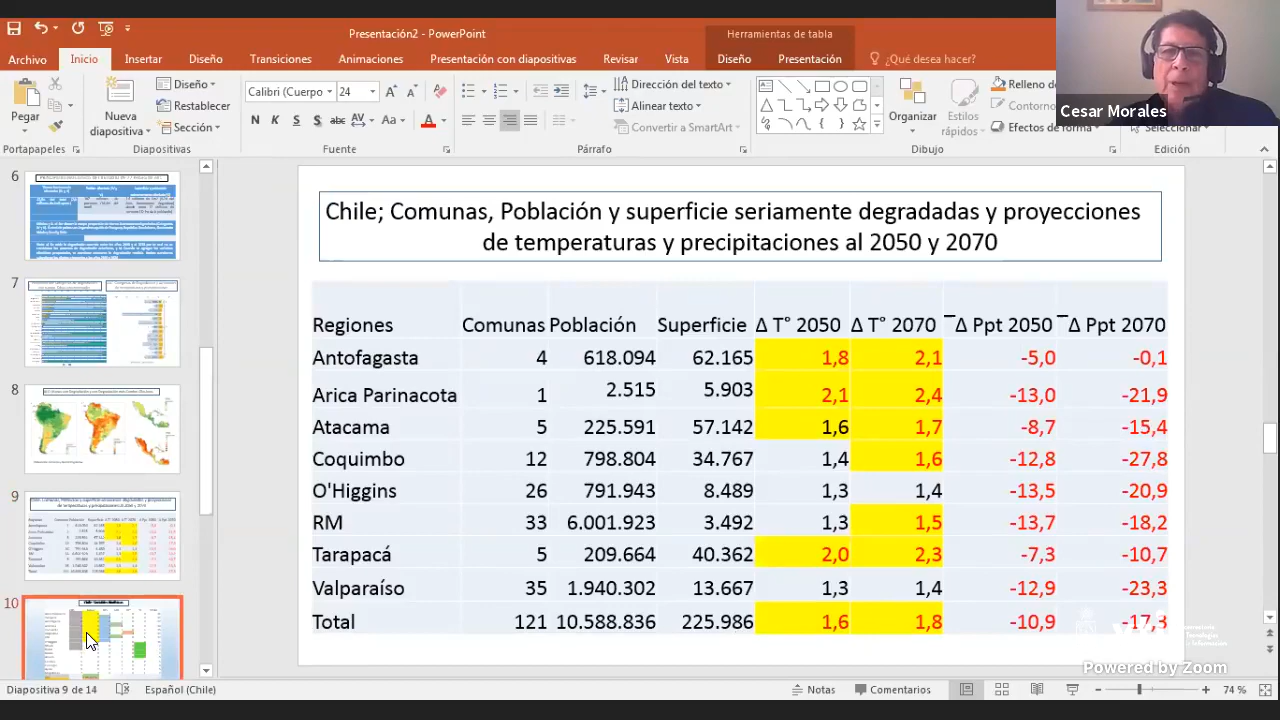 Presentación2 - PowerPoint
Herramientas de tabla
Archivo Inicio Insertar Diseño Transiciones Animaciones Presentación con diapositivas Revisar Vista Diseño Presentación ¿Qué desea hacer?
Cesar Morales
Pegar
Nueva diapositiva
Diseño
Restablecer
Sección
Calibri (Cuerpo 24
N K S S abc AV Aa A
Dirección del texto
Alinear texto
Convertir a SmartArt
Organizar
Estilos rápidos
Relleno de
Contorno
Efectos de forma
Seleccionar
Portapapeles Diapositivas Fuente Párrafo Dibujo Edición
6
7
8
9
10
Chile; Comunas, Población y superficie seriamente degradadas y proyecciones
de temperaturas y precipitaciones al 2050 y 2070
Regiones Comunas Población Superficie Δ T° 2050 Δ T° 2070 Δ Ppt 2050 Δ Ppt 2070
Antofagasta 4 618.094 62.165 1,8 2,1 -5,0 -0,1
Arica Parinacota 1 2.515 5.903 2,1 2,4 -13,0 -21,9
Atacama 5 225.591 57.142 1,6 1,7 -8,7 -15,4
Coquimbo 12 798.804 34.767 1,4 1,6 -12,8 -27,8
O'Higgins 26 791.943 8.489 1,3 1,4 -13,5 -20,9
RM 33 6.001.923 3.492 1,3 1,5 -13,7 -18,2
Tarapacá 5 209.664 40.362 2,0 2,3 -7,3 -10,7
Valparaíso 35 1.940.302 13.667 1,3 1,4 -12,9 -23,3
Total 121 10.588.836 225.986 1,6 1,8 -10,9
Powered by Zoom
Diapositiva 9 de 14 Español (Chile) Notas Comentarios 74 %